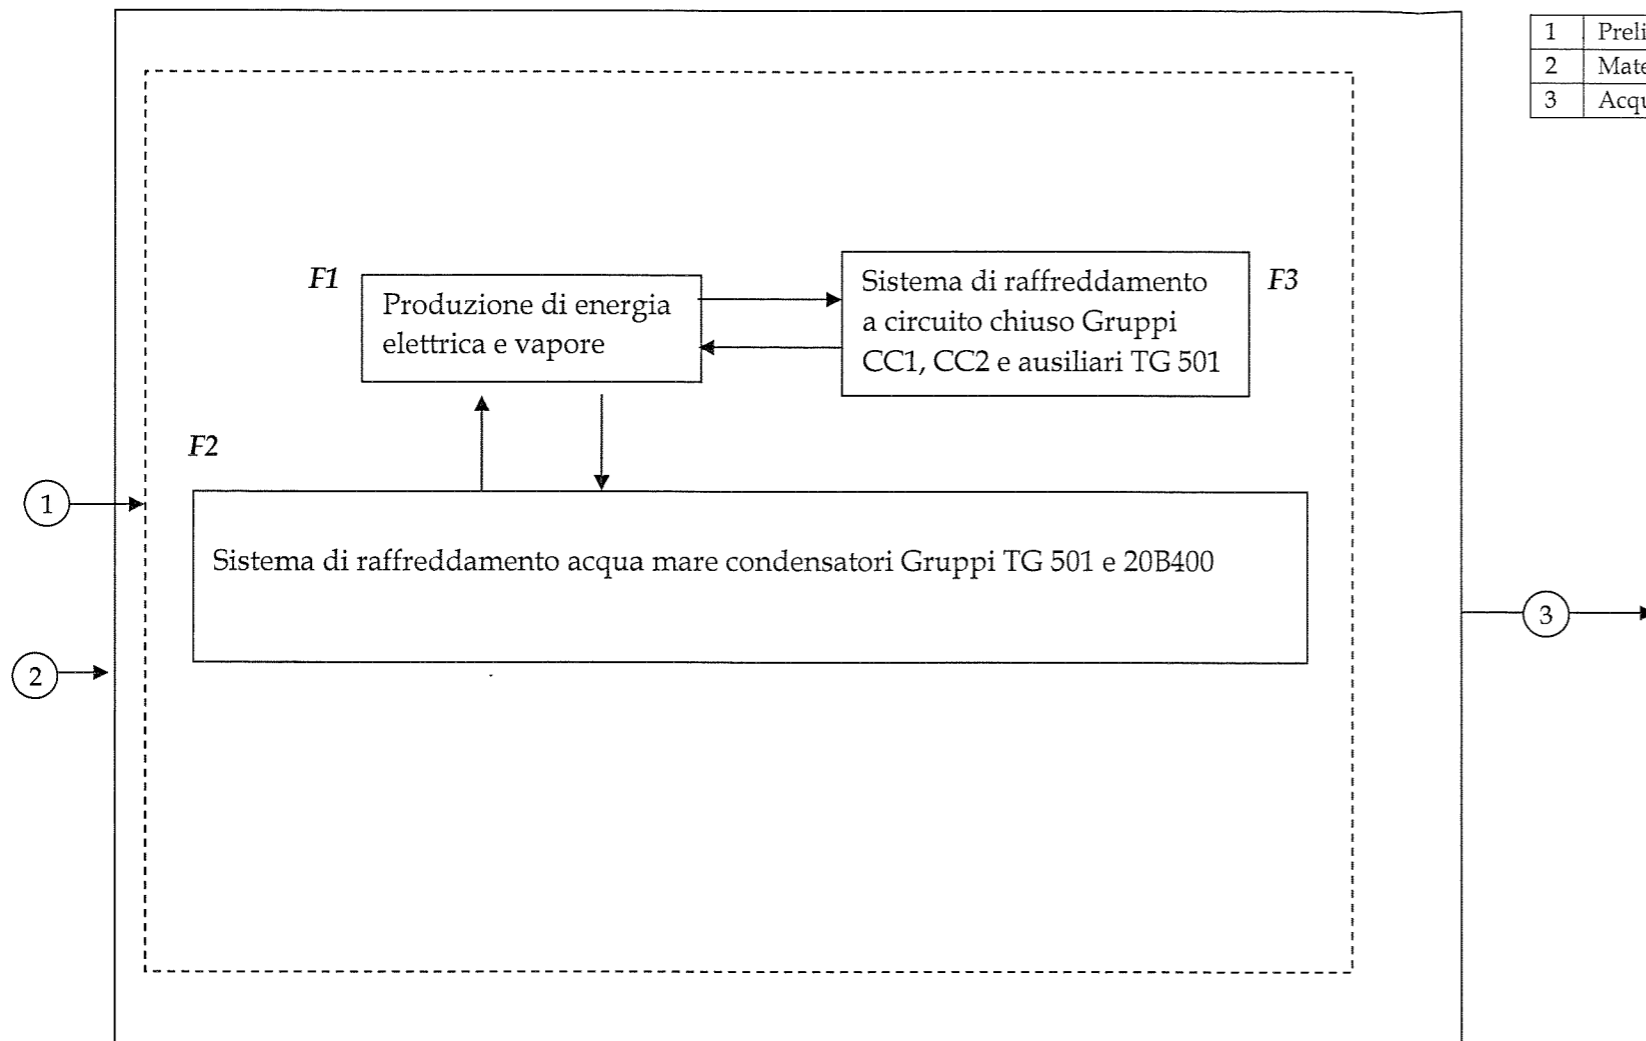 1 Preli
2 Mate
3 Acqu
F1
Produzione di energia
elettrica e vapore
Sistema di raffreddamento
a circuito chiuso Gruppi
CC1, CC2 e ausiliari TG 501
F3
F2
1
Sistema di raffreddamento acqua mare condensatori Gruppi TG 501 e 20B400
3
2